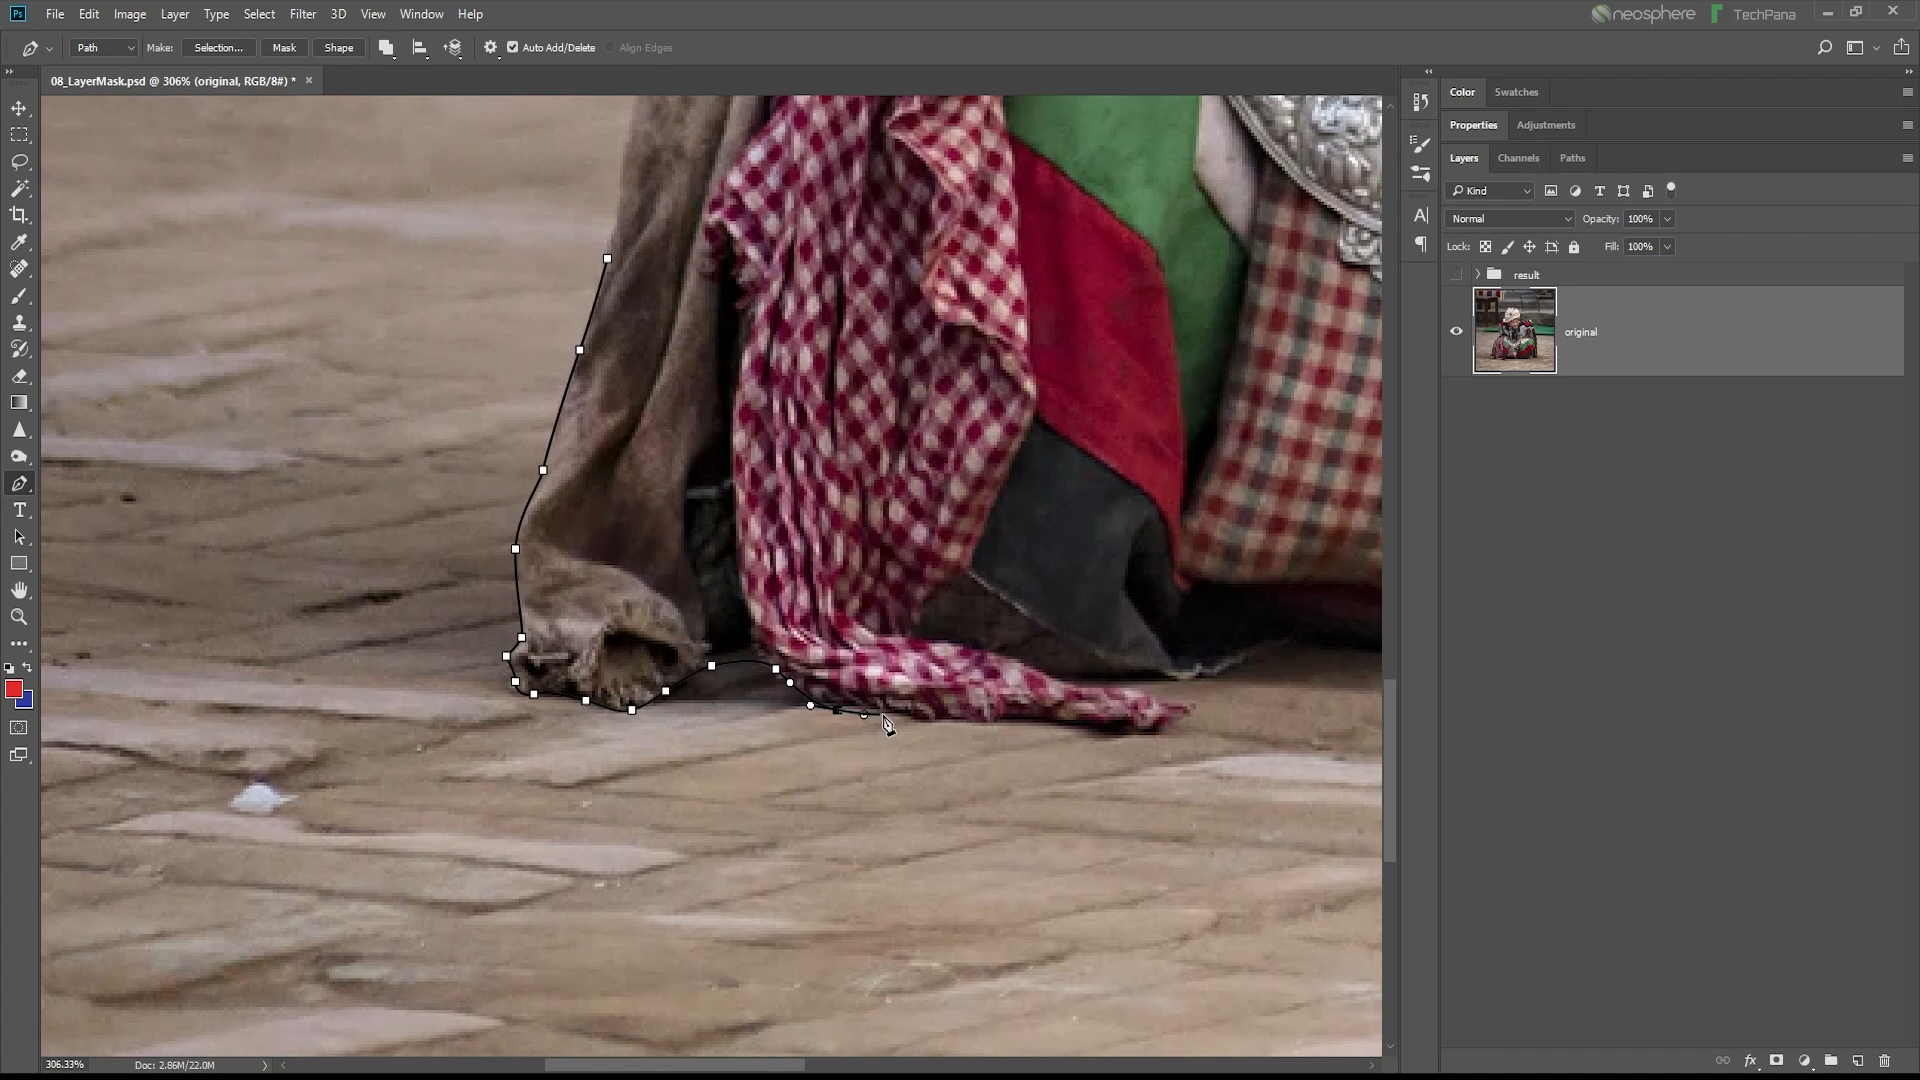 Ps File Edit Image Layer Type Select Filter 3D View Window Help
neosphere TechPana
Path Make: Selection... Mask Shape Auto Add/Delete Align Edges
08_LayerMask.psd @ 306% (original, RGB/8#) *
Color Swatches
Properties Adjustments
Layers Channels Paths
Kind
Normal Opacity: 100%
Lock: Fill: 100%
result
original
306.33% Doc: 2.86M/22.0M